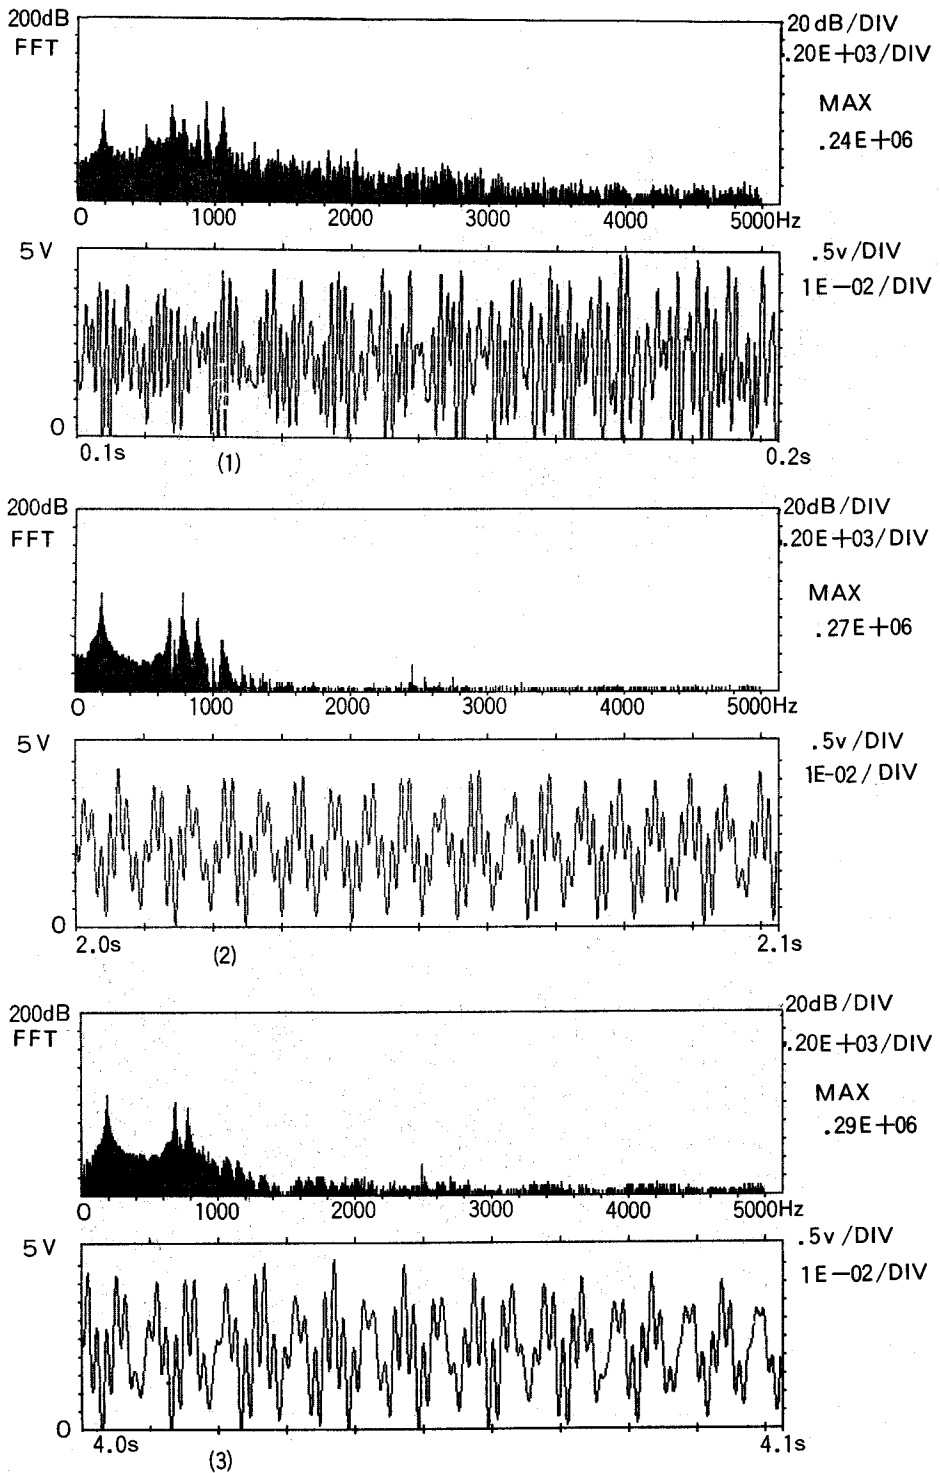 200dB
FFT
20 dB/DIV
.20E+03/DIV
MAX
.24E+06
0 1000 2000 3000 4000 5000Hz
5 V
.5v/DIV
1E-02/DIV
0
0.1s 0.2s
(1)
200dB
FFT
20dB/DIV
.20E+03/DIV
MAX
.27E+06
0 1000 2000 3000 4000 5000Hz
5 V
.5v/DIV
1E-02/DIV
0
2.0s 2.1s
(2)
200dB
FFT
20dB/DIV
.20E+03/DIV
MAX
.29E+06
0 1000 2000 3000 4000 5000Hz
5 V
.5v/DIV
1E-02/DIV
0
4.0s 4.1s
(3)